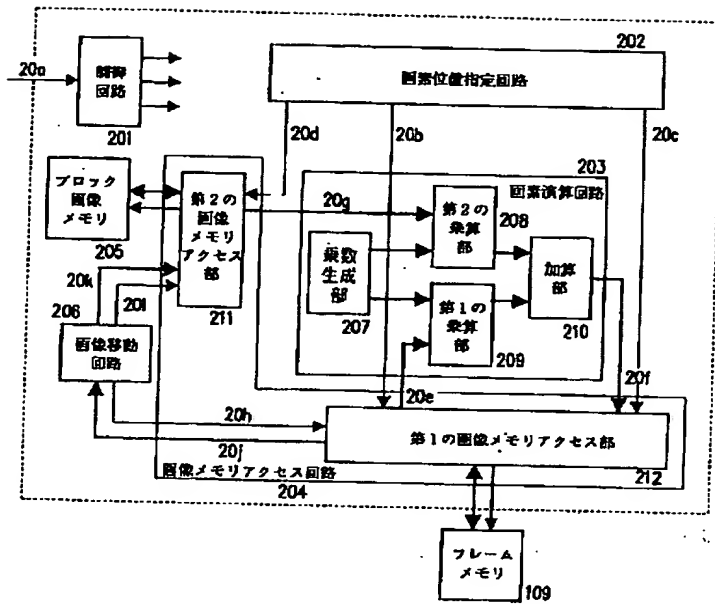 20a
制御
回路
201
202
画素位置指定回路
20d
20b
20c
203
画素演算回路
ブロック
画像
メモリ
205
第2の
画像
メモリ
アクセス
部
211
20g
第2の
乗算
部
208
乗数
生成
部
207
第1の
乗算
部
209
加算
部
210
20k
20l
206
画像移動
回路
20h
20j
20e
20f
第1の画像メモリアクセス部
212
画像メモリアクセス回路
204
フレーム
メモリ
109